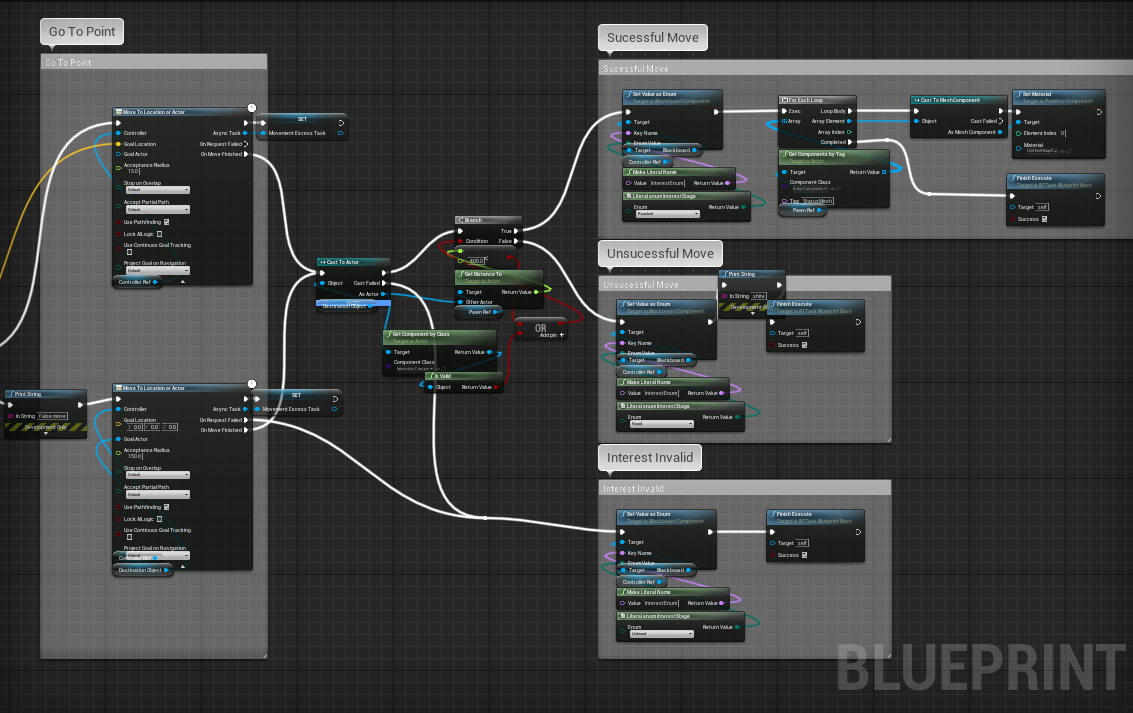 Go To Point
Go To Point
Move To Location or Actor
Controller
Async Task
Goal Location
On Request Failed
Goal Actor
On Move Finished
Acceptance Radius
15.0
Stop on Overlap
Default
Accept Partial Path
Default
Use Pathfinding
Lock AILogic
Use Continuos Goal Tracking
Project Goal on Navigation
Default
Controller Ref
SET
Movement Excess Task
Print String
In String False move
Development Only
Move To Location or Actor
Controller
Async Task
Goal Location
On Request Failed
X 0.0 Y 0.0 Z 0.0
On Move Finished
Goal Actor
Acceptance Radius
150.0
Stop on Overlap
Default
Accept Partial Path
Default
Use Pathfinding
Lock AILogic
Use Continuos Goal Tracking
Project Goal on Navigation
Controller Ref
Destination Object
SET
Movement Excess Task
Cast To Actor
Object
Cast Failed
As Actor
Destination Object
Branch
True
Condition
False
400.0
Get Distance To
Target is Actor
Target
Return Value
Other Actor
Pawn Ref
OR
Add pin +
Get Component by Class
Target is Actor
Target
Return Value
Component Class
Is Valid
Object
Return Value
Sucessful Move
Sucessful Move
Set Value as Enum
Target is Blackboard Component
Target
Key Name
Enum Value
Target Blackboard
Controller Ref
Make Literal Name
Value InterestEnum Return Value
LiteralenumInterestStage
Enum
Return Value
Reached
For Each Loop
Exec
Loop Body
Array
Array Element
Array Index
Completed
Get Components by Tag
Target is Actor
Target
Return Value
Component Class
Tag StatusMesh
Pawn Ref
Cast To MeshComponent
Object
Cast Failed
As Mesh Component
Set Material
Target is Primitive Component
Target
Element Index 0
Material
Finish Execute
Target is BTTask Blueprint Base
Target self
Success
Unsucessful Move
Unsucessful Move
Set Value as Enum
Target is Blackboard Component
Target
Key Name
Enum Value
Target Blackboard
Controller Ref
Make Literal Name
Value InterestEnum Return Value
LiteralenumInterestStage
Enum
Return Value
Found
Print String
In String shite
Development O
Finish Execute
Target is BTTask Blueprint Base
Target self
Success
Interest Invalid
Interest Invalid
Set Value as Enum
Target is Blackboard Component
Target
Key Name
Enum Value
Target Blackboard
Controller Ref
Make Literal Name
Value InterestEnum Return Value
LiteralenumInterestStage
Enum
Return Value
Finish Execute
Target is BTTask Blueprint Base
Target self
Success
BLUEPRINT